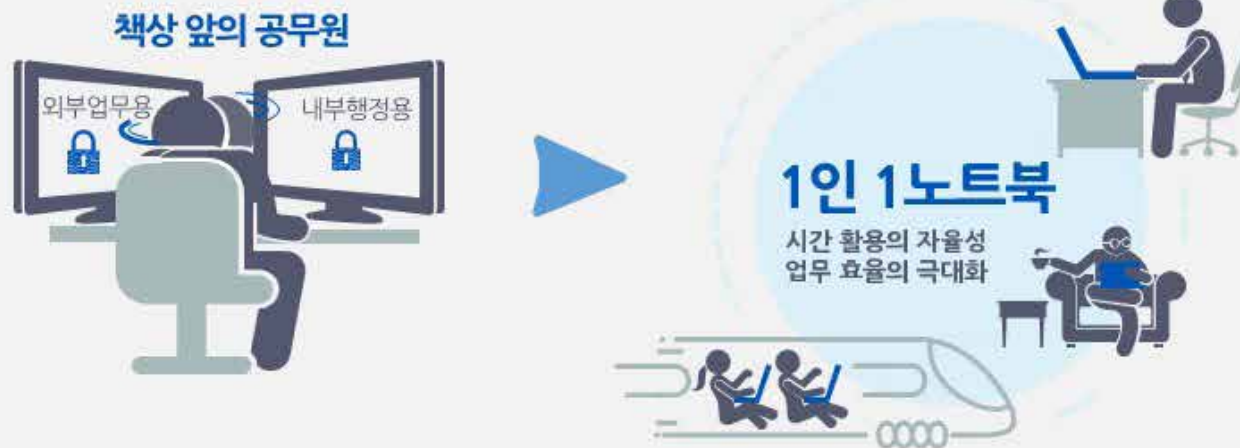 책상 앞의 공무원
외부업무용
내부행정용
1인 1노트북
시간 활용의 자율성
업무 효율의 극대화